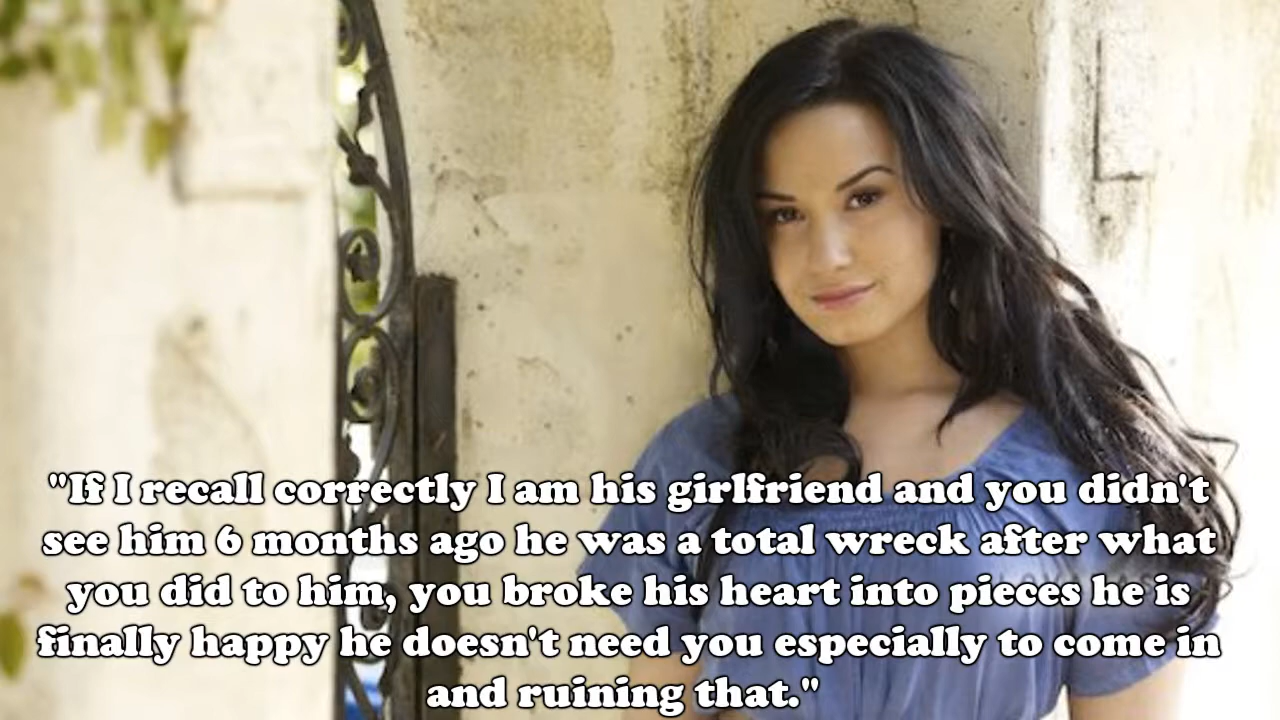 "If I recall correctly I am his girlfriend and you didn't
see him 6 months ago he was a total wreck after what
you did to him, you broke his heart into pieces he is
finally happy he doesn't need you especially to come in
and ruining that."